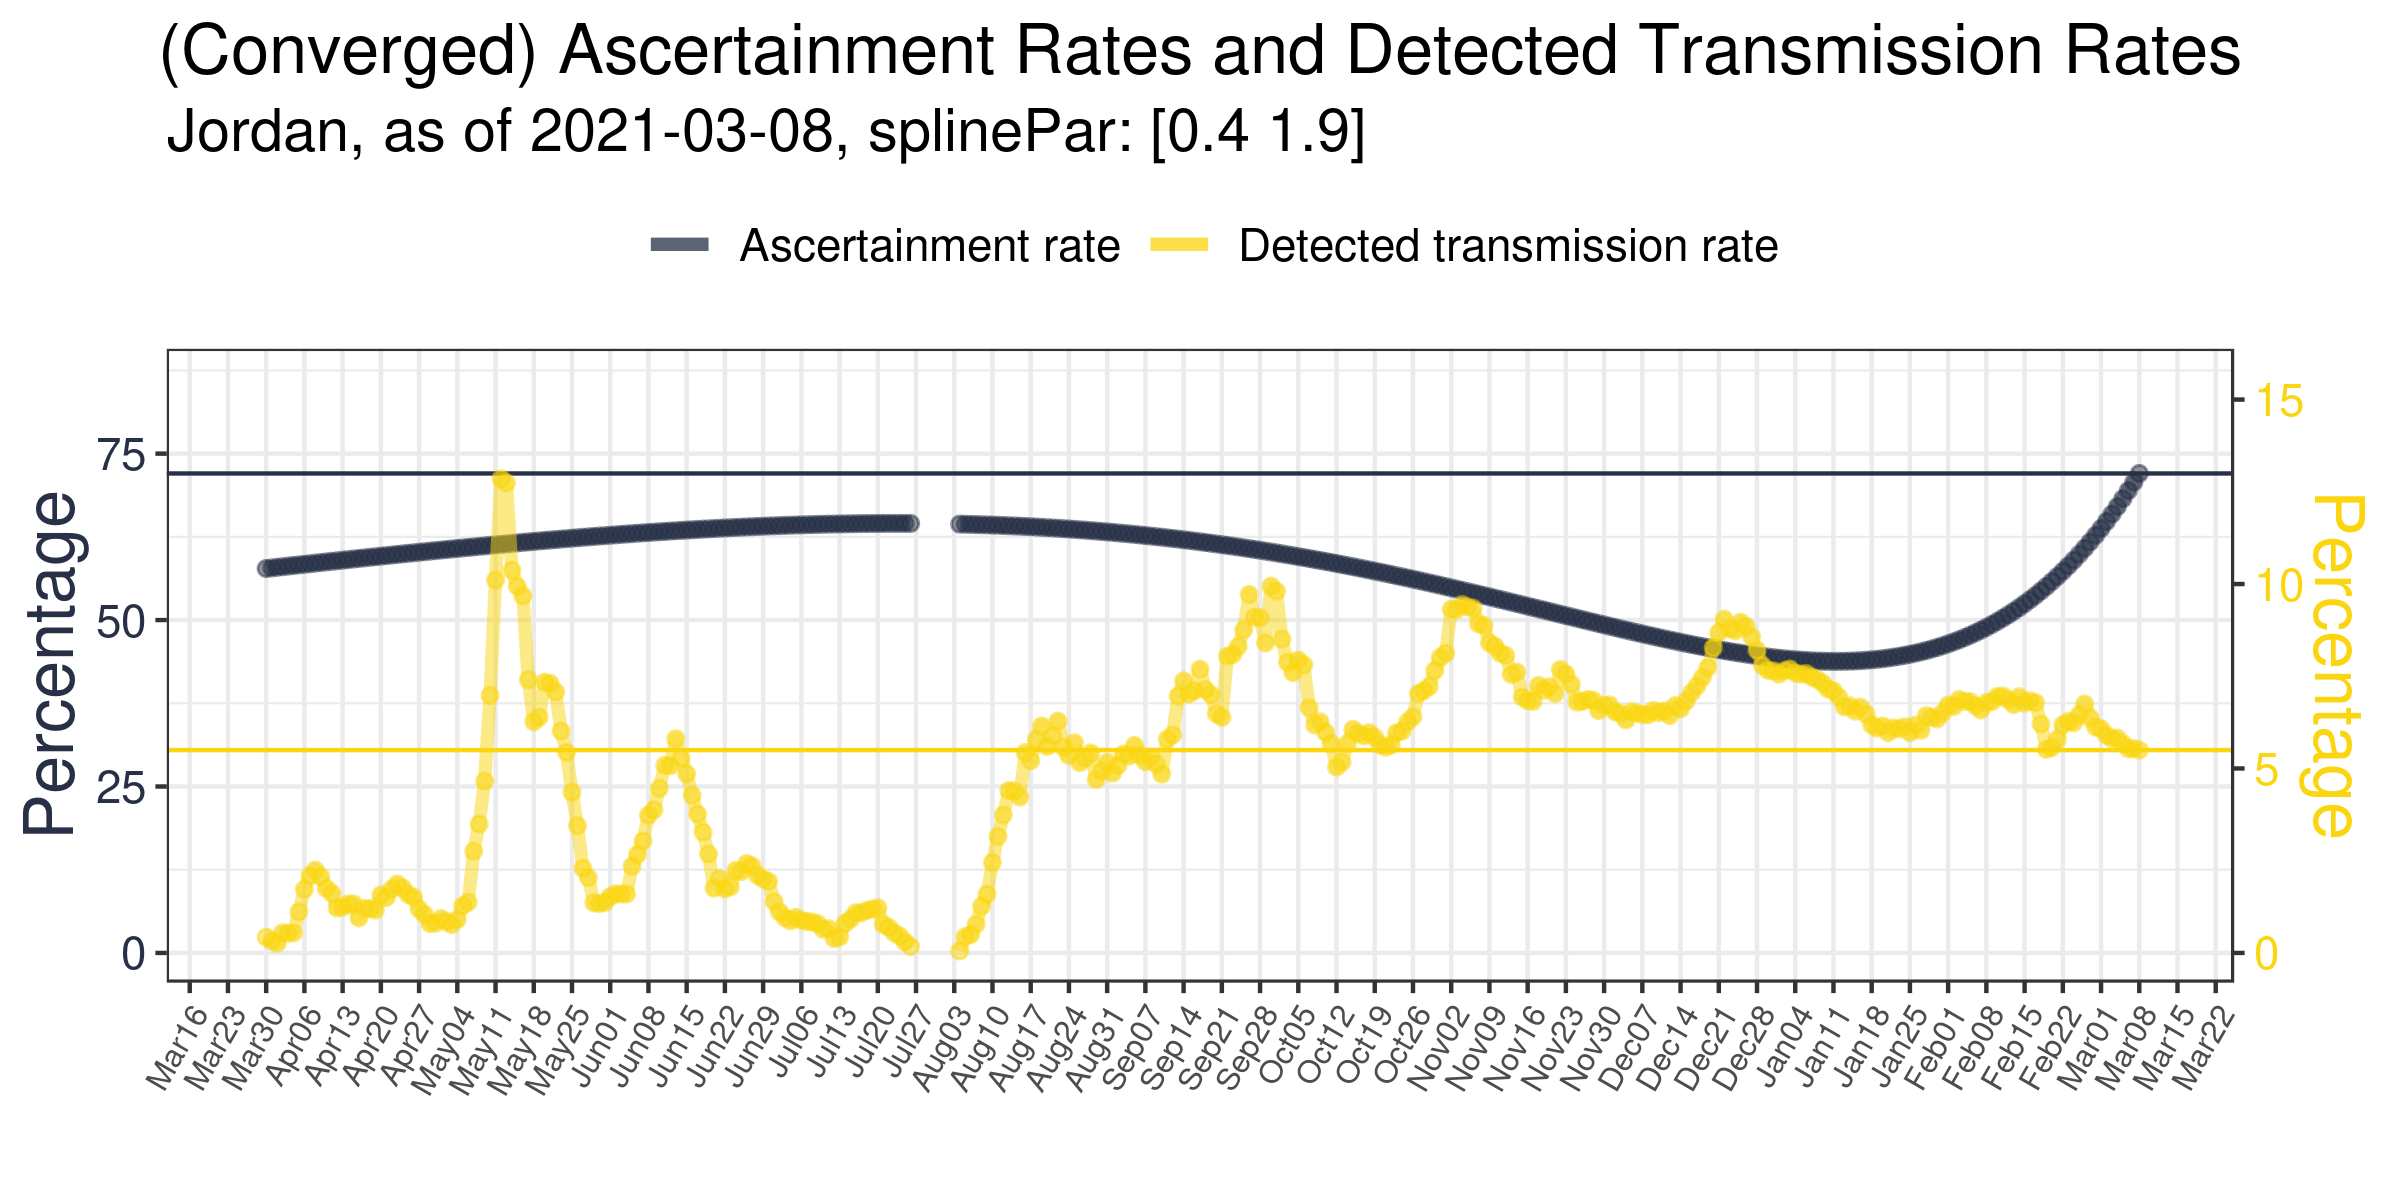 (Converged) Ascertainment Rates and Detected Transmission Rates
Jordan, as of 2021-03-08, splinePar: [0.4 1.9]
Ascertainment rate
Detected transmission rate
Percentage
75
50
25
0
15
10
5
0
Percentage
Mar16
Mar23
Mar30
Apr06
Apr13
Apr20
Apr27
May04
May11
May18
May25
Jun01
Jun08
Jun15
Jun22
Jun29
Jul06
Jul13
Jul20
Jul27
Aug03
Aug10
Aug17
Aug24
Aug31
Sep07
Sep14
Sep21
Sep28
Oct05
Oct12
Oct19
Oct26
Nov02
Nov09
Nov16
Nov23
Nov30
Dec07
Dec14
Dec21
Dec28
Jan04
Jan11
Jan18
Jan25
Feb01
Feb08
Feb15
Feb22
Mar01
Mar08
Mar15
Mar22